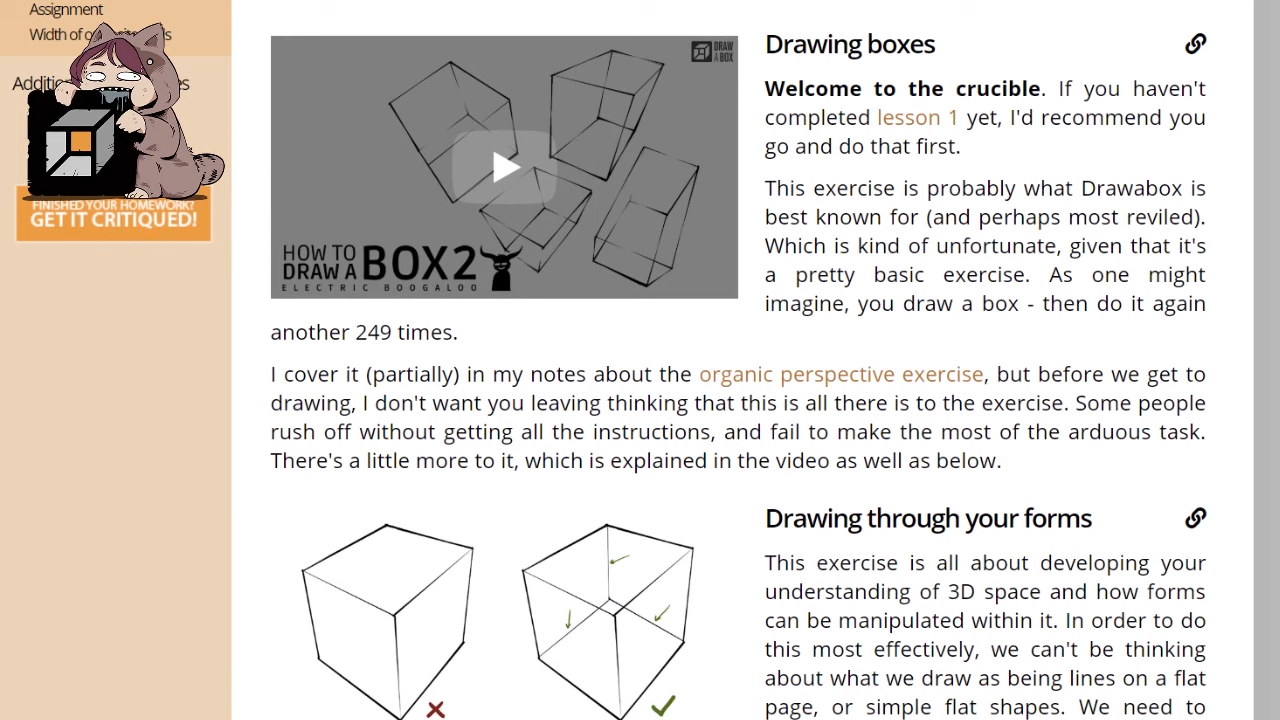 Assignment
Width of
FINISHED YOUR HOMEWORK?
GET IT CRITIQUED!
DRAW
A BOX
HOW TO
DRAW A BOX2
ELECTRIC BOOGALOO
Drawing boxes
Welcome to the crucible. If you haven't
completed lesson 1 yet, I'd recommend you
go and do that first.
This exercise is probably what Drawabox is
best known for (and perhaps most reviled).
Which is kind of unfortunate, given that it's
a pretty basic exercise. As one might
imagine, you draw a box - then do it again
another 249 times.
I cover it (partially) in my notes about the organic perspective exercise, but before we get to
drawing, I don't want you leaving thinking that this is all there is to the exercise. Some people
rush off without getting all the instructions, and fail to make the most of the arduous task.
There's a little more to it, which is explained in the video as well as below.
Drawing through your forms
This exercise is all about developing your
understanding of 3D space and how forms
can be manipulated within it. In order to do
this most effectively, we can't be thinking
about what we draw as being lines on a flat
page, or simple flat shapes. We need to